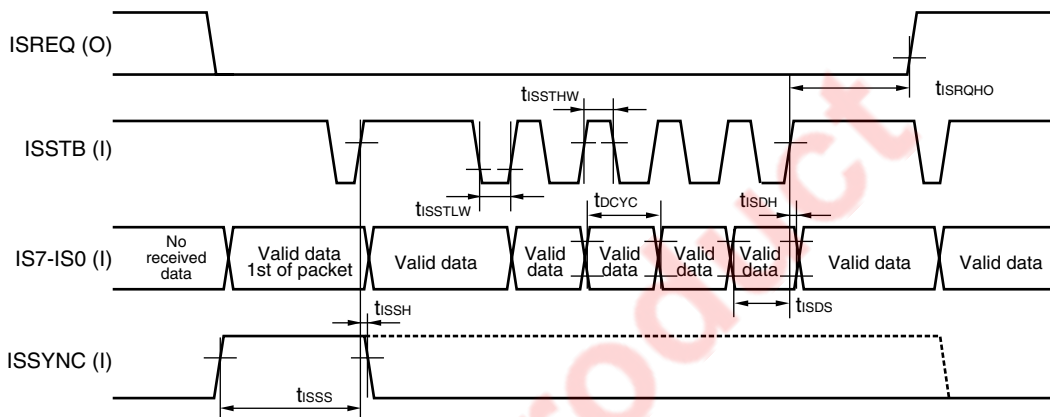 ISREQ (O)
tISRQHO
tISSTHW
ISSTB (I)
tISSTLW
tDCYC
tISDH
IS7-IS0 (I)
No
received
data
Valid data
1st of packet
Valid data
Valid
data
Valid
data
Valid
data
Valid
data
Valid data
Valid data
tISSH
tISDS
ISSYNC (I)
tISSS
roduct